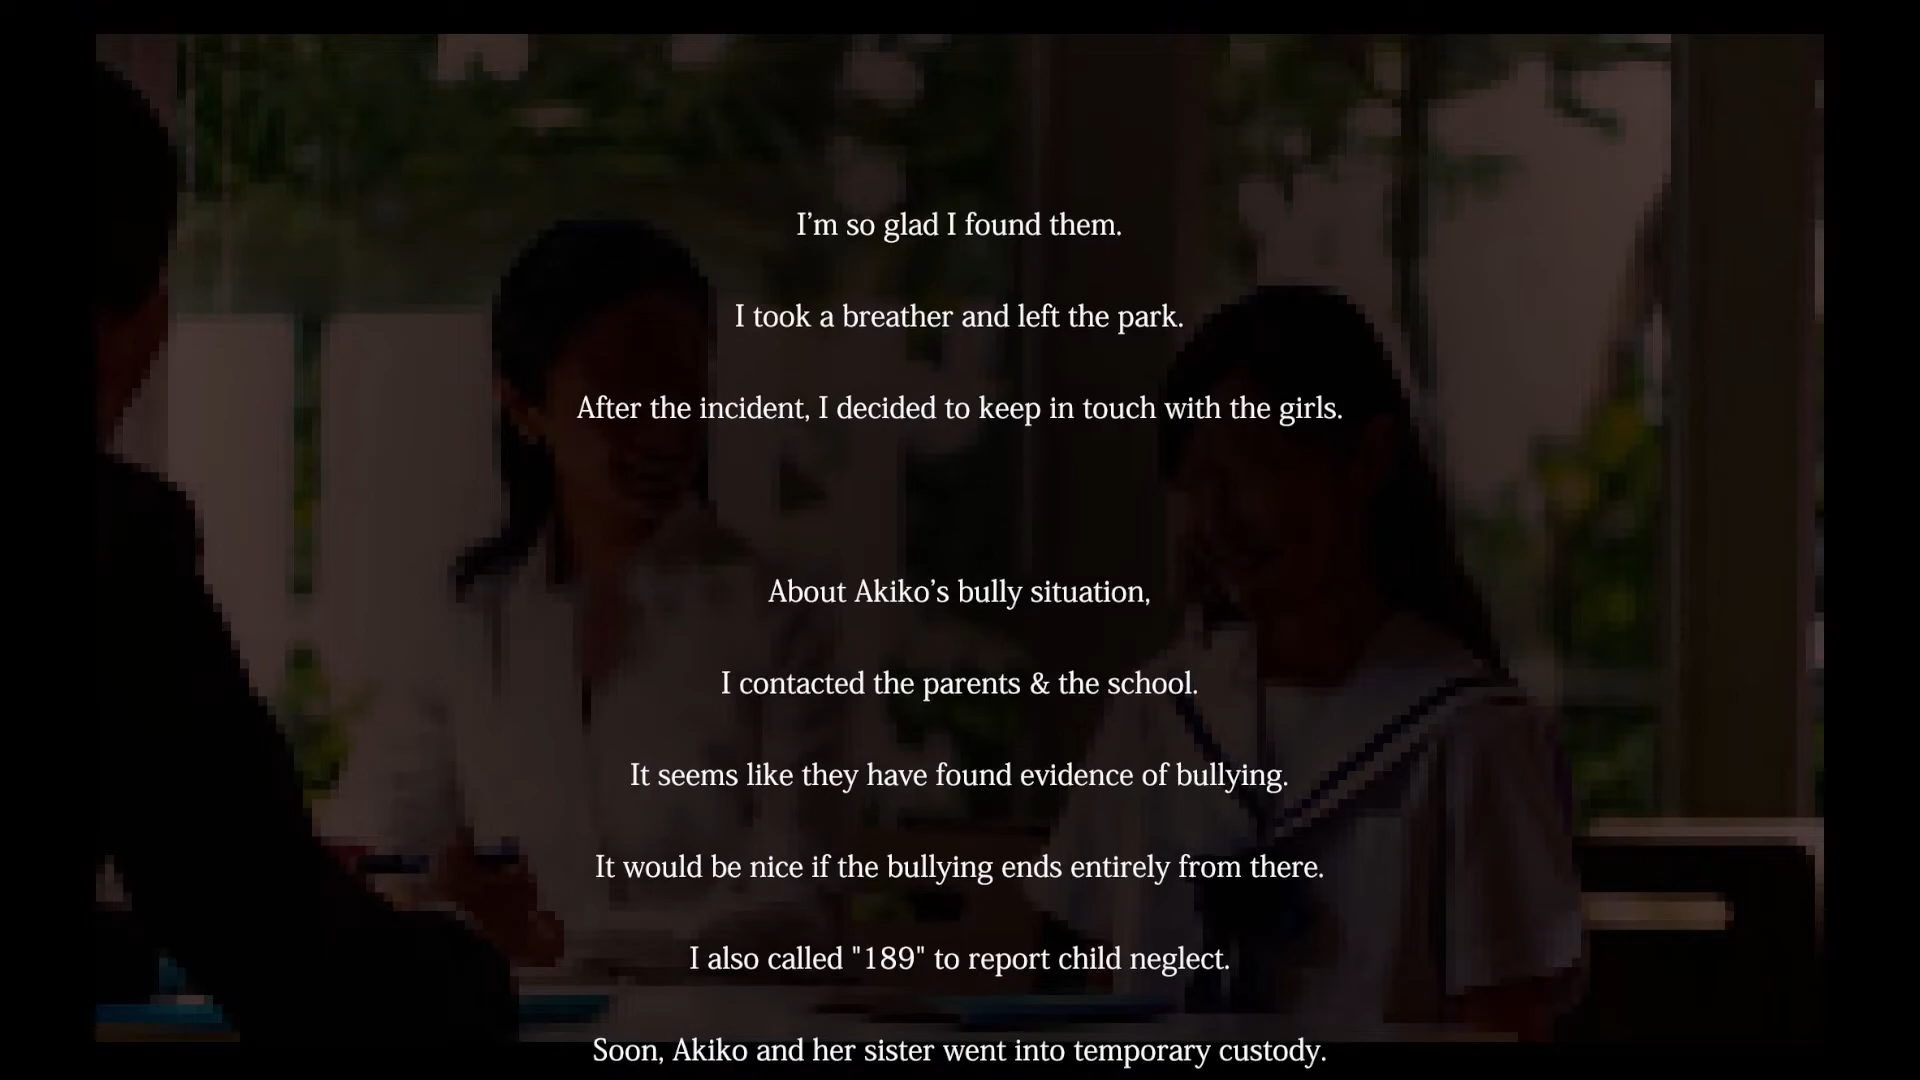 I’m so glad I found them.
I took a breather and left the park.
After the incident, I decided to keep in touch with the girls.
About Akiko’s bully situation,
I contacted the parents & the school.
It seems like they have found evidence of bullying.
It would be nice if the bullying ends entirely from there.
I also called "189" to report child neglect.
Soon, Akiko and her sister went into temporary custody.